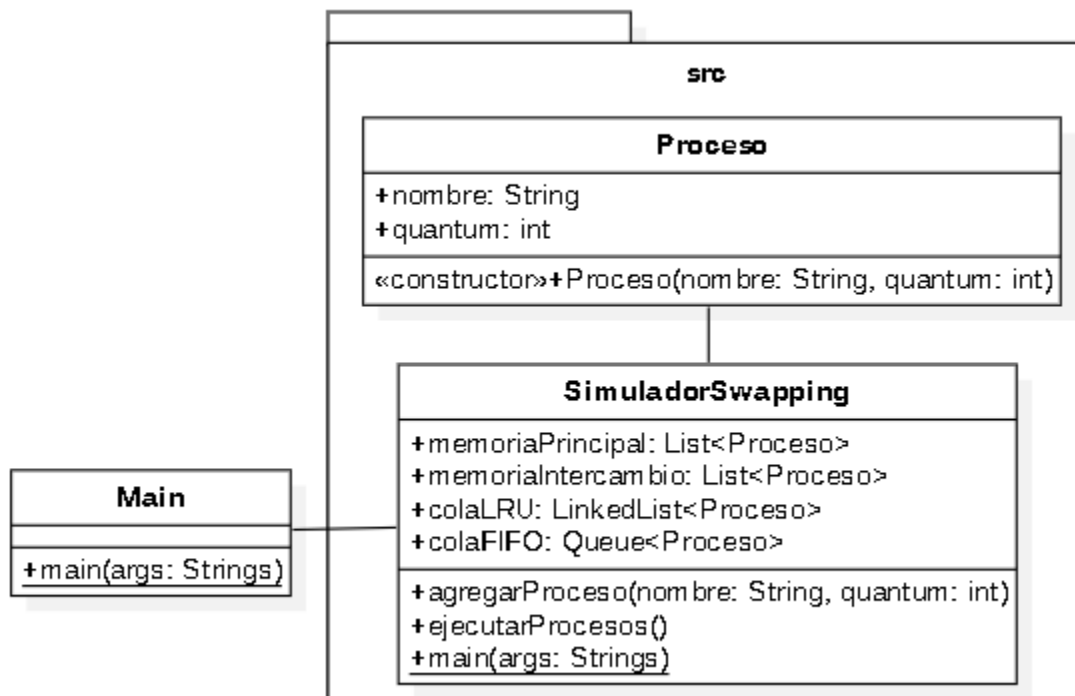 src
Proceso
+nombre: String
+quantum: int
«constructor»+Proceso(nombre: String, quantum: int)
SimuladorSwapping
+memoriaPrincipal: List<Proceso>
+memoriaIntercambio: List<Proceso>
+colaLRU: LinkedList<Proceso>
+colaFIFO: Queue<Proceso>
+agregarProceso(nombre: String, quantum: int)
+ejecutarProcesos()
+main(args: Strings)
Main
+main(args: Strings)